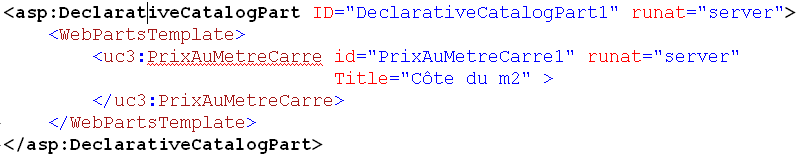 <asp:DeclarativeCatalogPart ID="DeclarativeCatalogPart1" runat="server">
<WebPartsTemplate>
<uc3:PrixAuMetreCarre id="PrixAuMetreCarre1" runat="server"
Title="Côte du m2" >
</uc3:PrixAuMetreCarre>
</WebPartsTemplate>
</asp:DeclarativeCatalogPart>